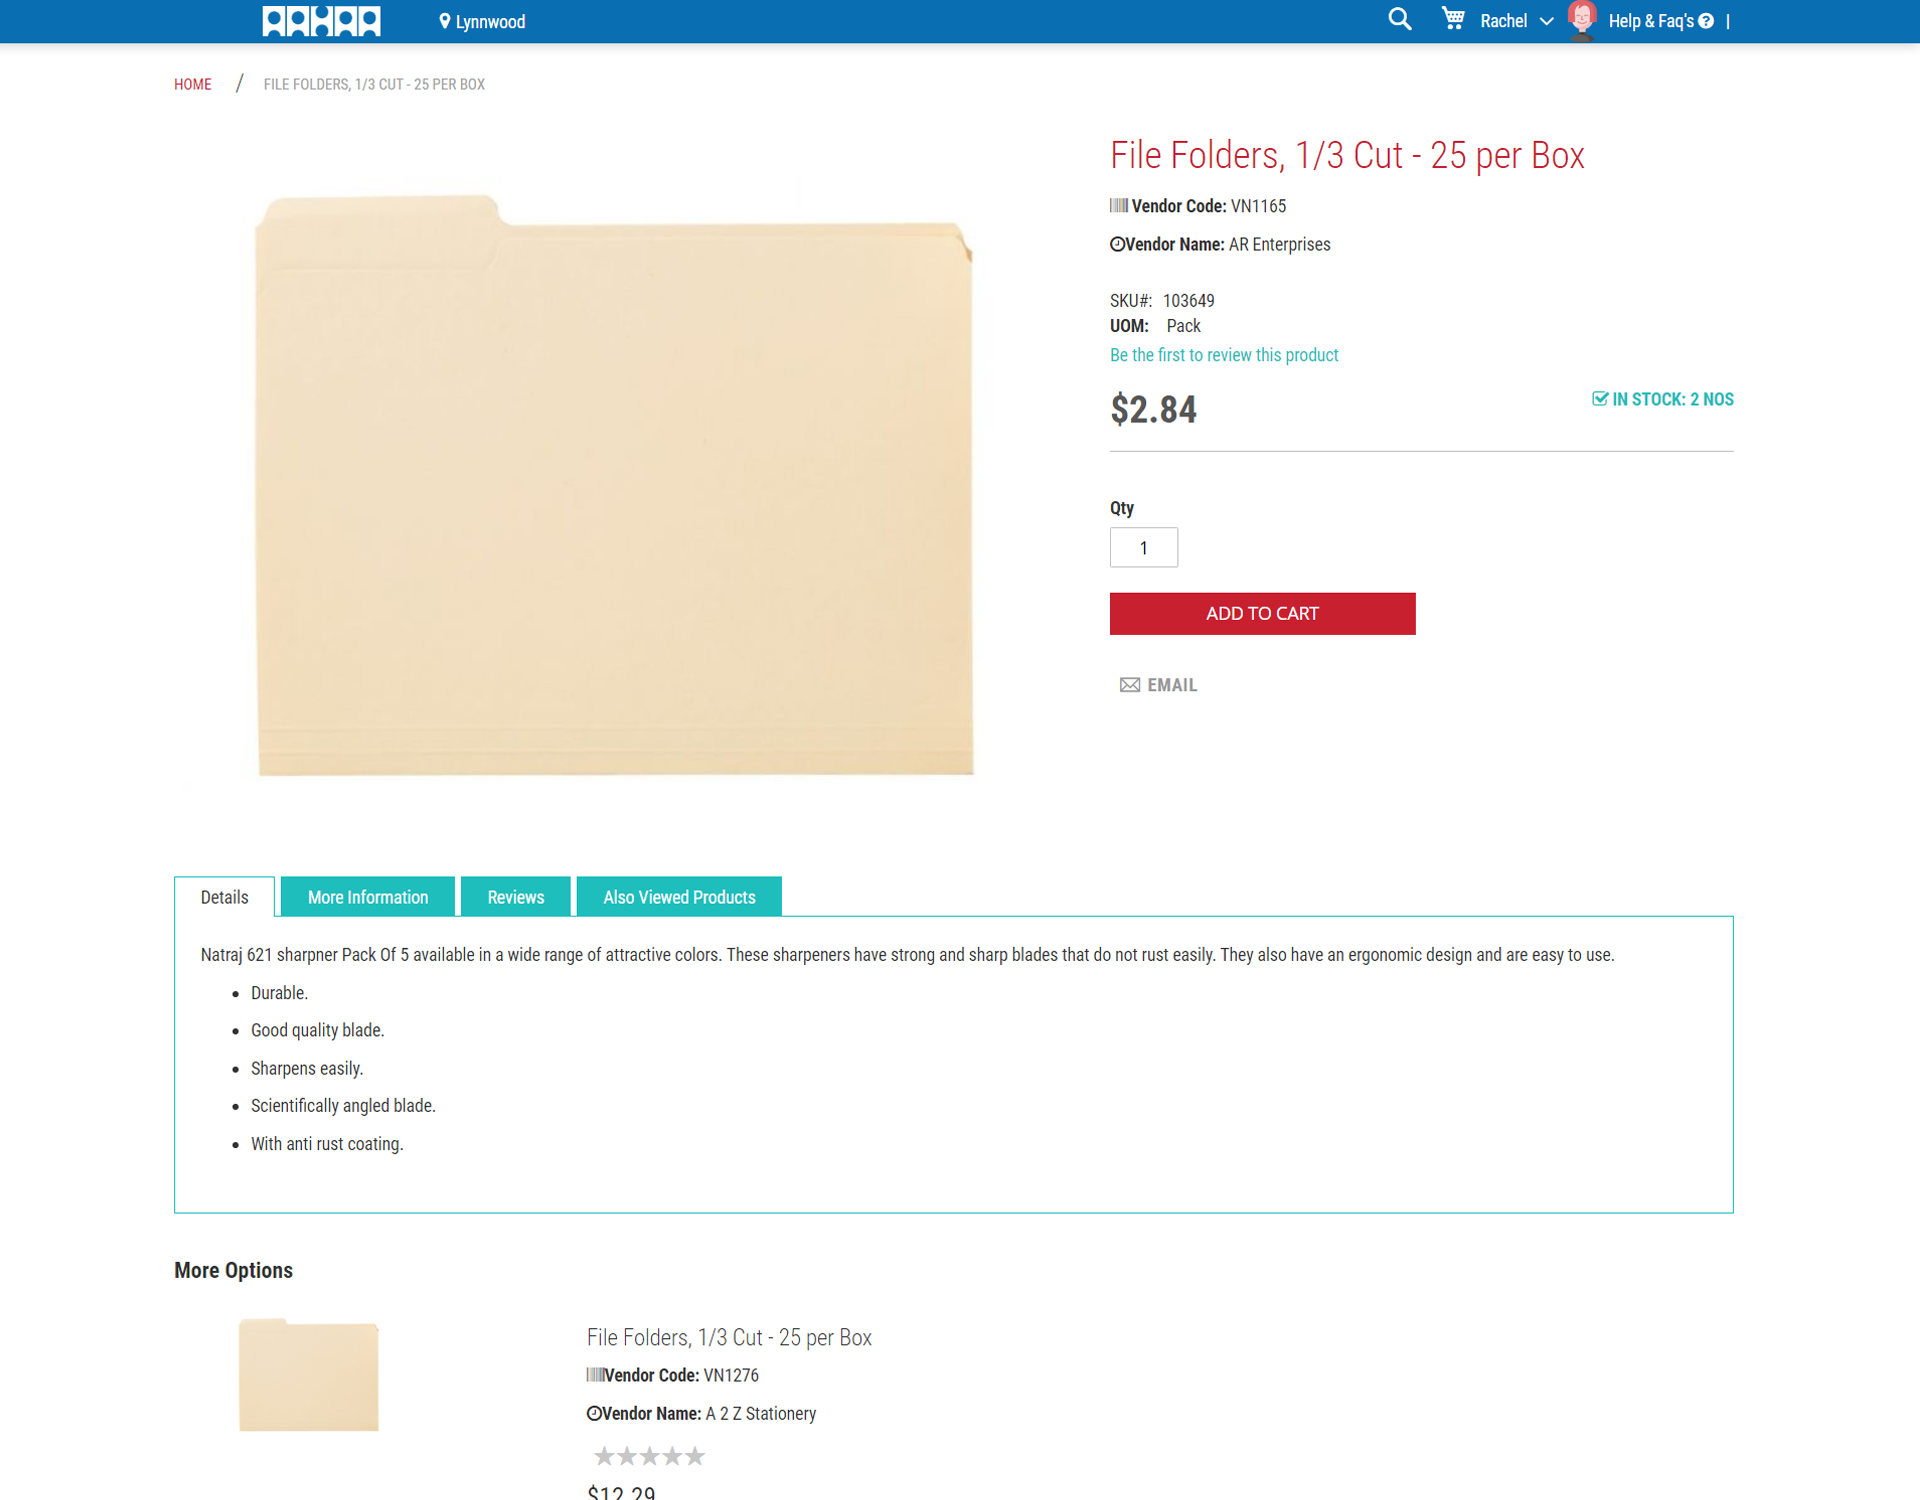 Lynnwood
Rachel
Help & Faq's ? |
HOME / FILE FOLDERS, 1/3 CUT - 25 PER BOX
File Folders, 1/3 Cut - 25 per Box
Vendor Code: VN1165
Vendor Name: AR Enterprises
SKU#: 103649
UOM: Pack
Be the first to review this product
$2.84
IN STOCK: 2 NOS
Qty
1
ADD TO CART
EMAIL
Details
More Information
Reviews
Also Viewed Products
Natraj 621 sharpner Pack Of 5 available in a wide range of attractive colors. These sharpeners have strong and sharp blades that do not rust easily. They also have an ergonomic design and are easy to use.
• Durable.
• Good quality blade.
• Sharpens easily.
• Scientifically angled blade.
• With anti rust coating.
More Options
File Folders, 1/3 Cut - 25 per Box
Vendor Code: VN1276
Vendor Name: A 2 Z Stationery
$12.29